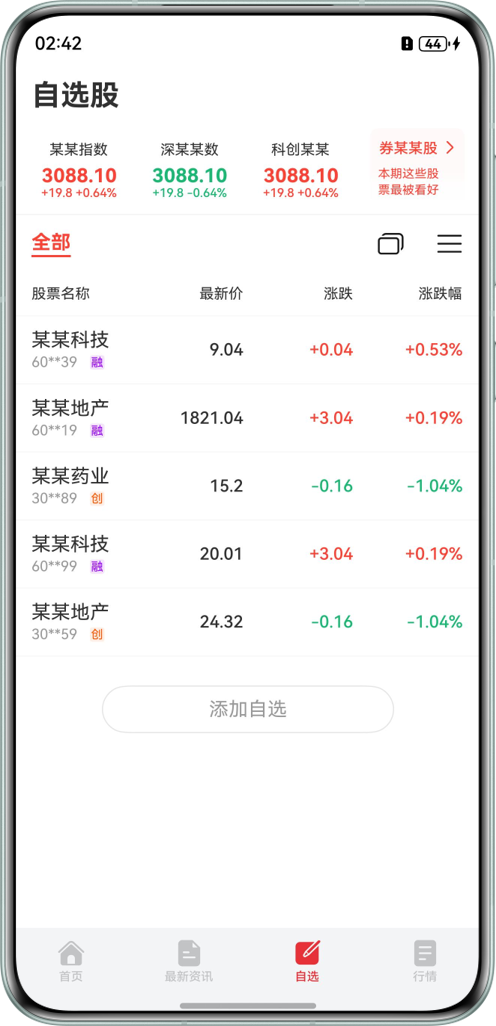 02:42 44
自选股
某某指数 深某某数 科创某某 券某某股
3088.10 3088.10 3088.10 本期这些股
+19.8 +0.64% +19.8 -0.64% +19.8 +0.64% 票最被看好
全部
股票名称 最新价 涨跌 涨跌幅
某某科技 9.04 +0.04 +0.53%
60**39 融
某某地产 1821.04 +3.04 +0.19%
60**19 融
某某药业 15.2 -0.16 -1.04%
30**89 创
某某科技 20.01 +3.04 +0.19%
60**99 融
某某地产 24.32 -0.16 -1.04%
30**59 创
添加自选
首页 最新资讯 自选 行情